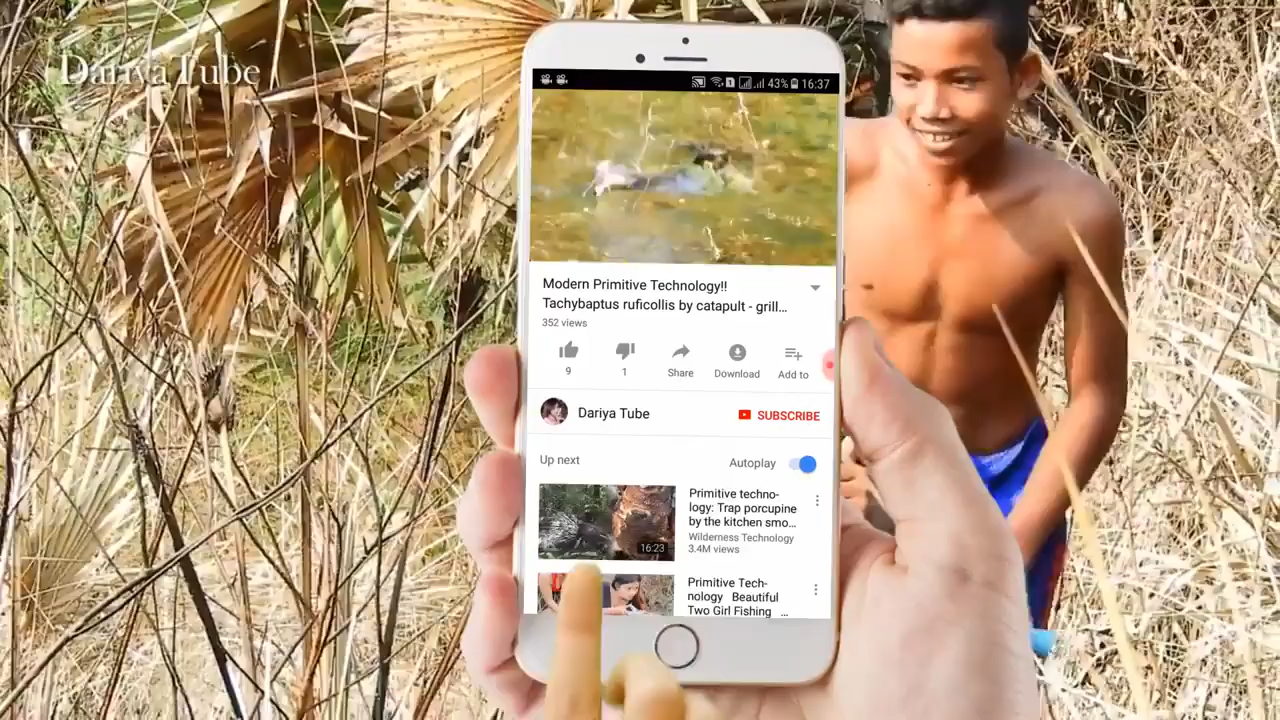 Dariya Tube
43% 16:37
Modern Primitive Technology!!
Tachybaptus ruficollis by catapult - grill...
352 views
9
1
Share
Download
Add to
Dariya Tube
SUBSCRIBE
Up next
Autoplay
Primitive techno-
logy: Trap porcupine
by the kitchen smo...
Wilderness Technology
3.4M views
16:23
Primitive Tech-
nology Beautiful
Two Girl Fishing ...